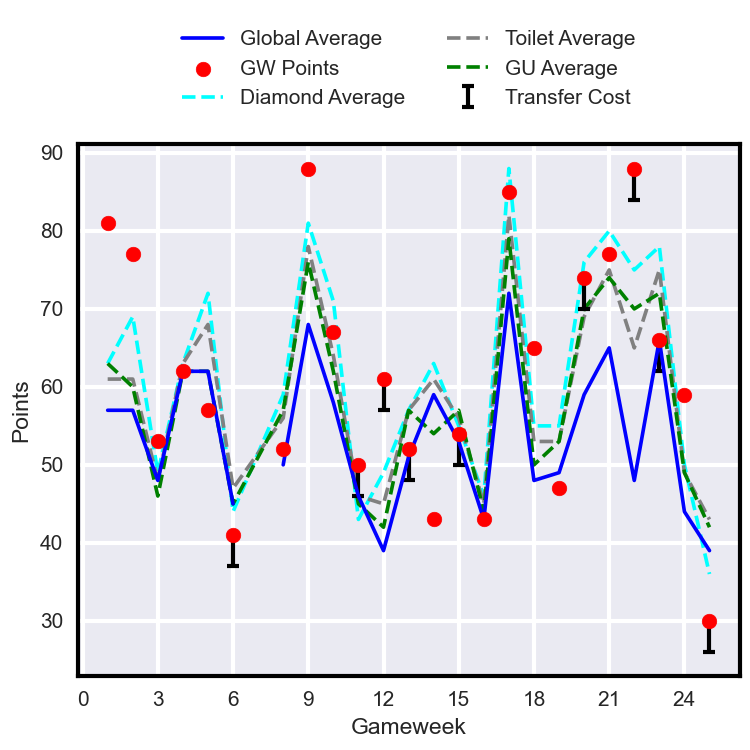 Global Average
GW Points
Diamond Average
Toilet Average
GU Average
Transfer Cost
90
80
70
60
50
40
30
Points
0 3 6 9 12 15 18 21 24
Gameweek